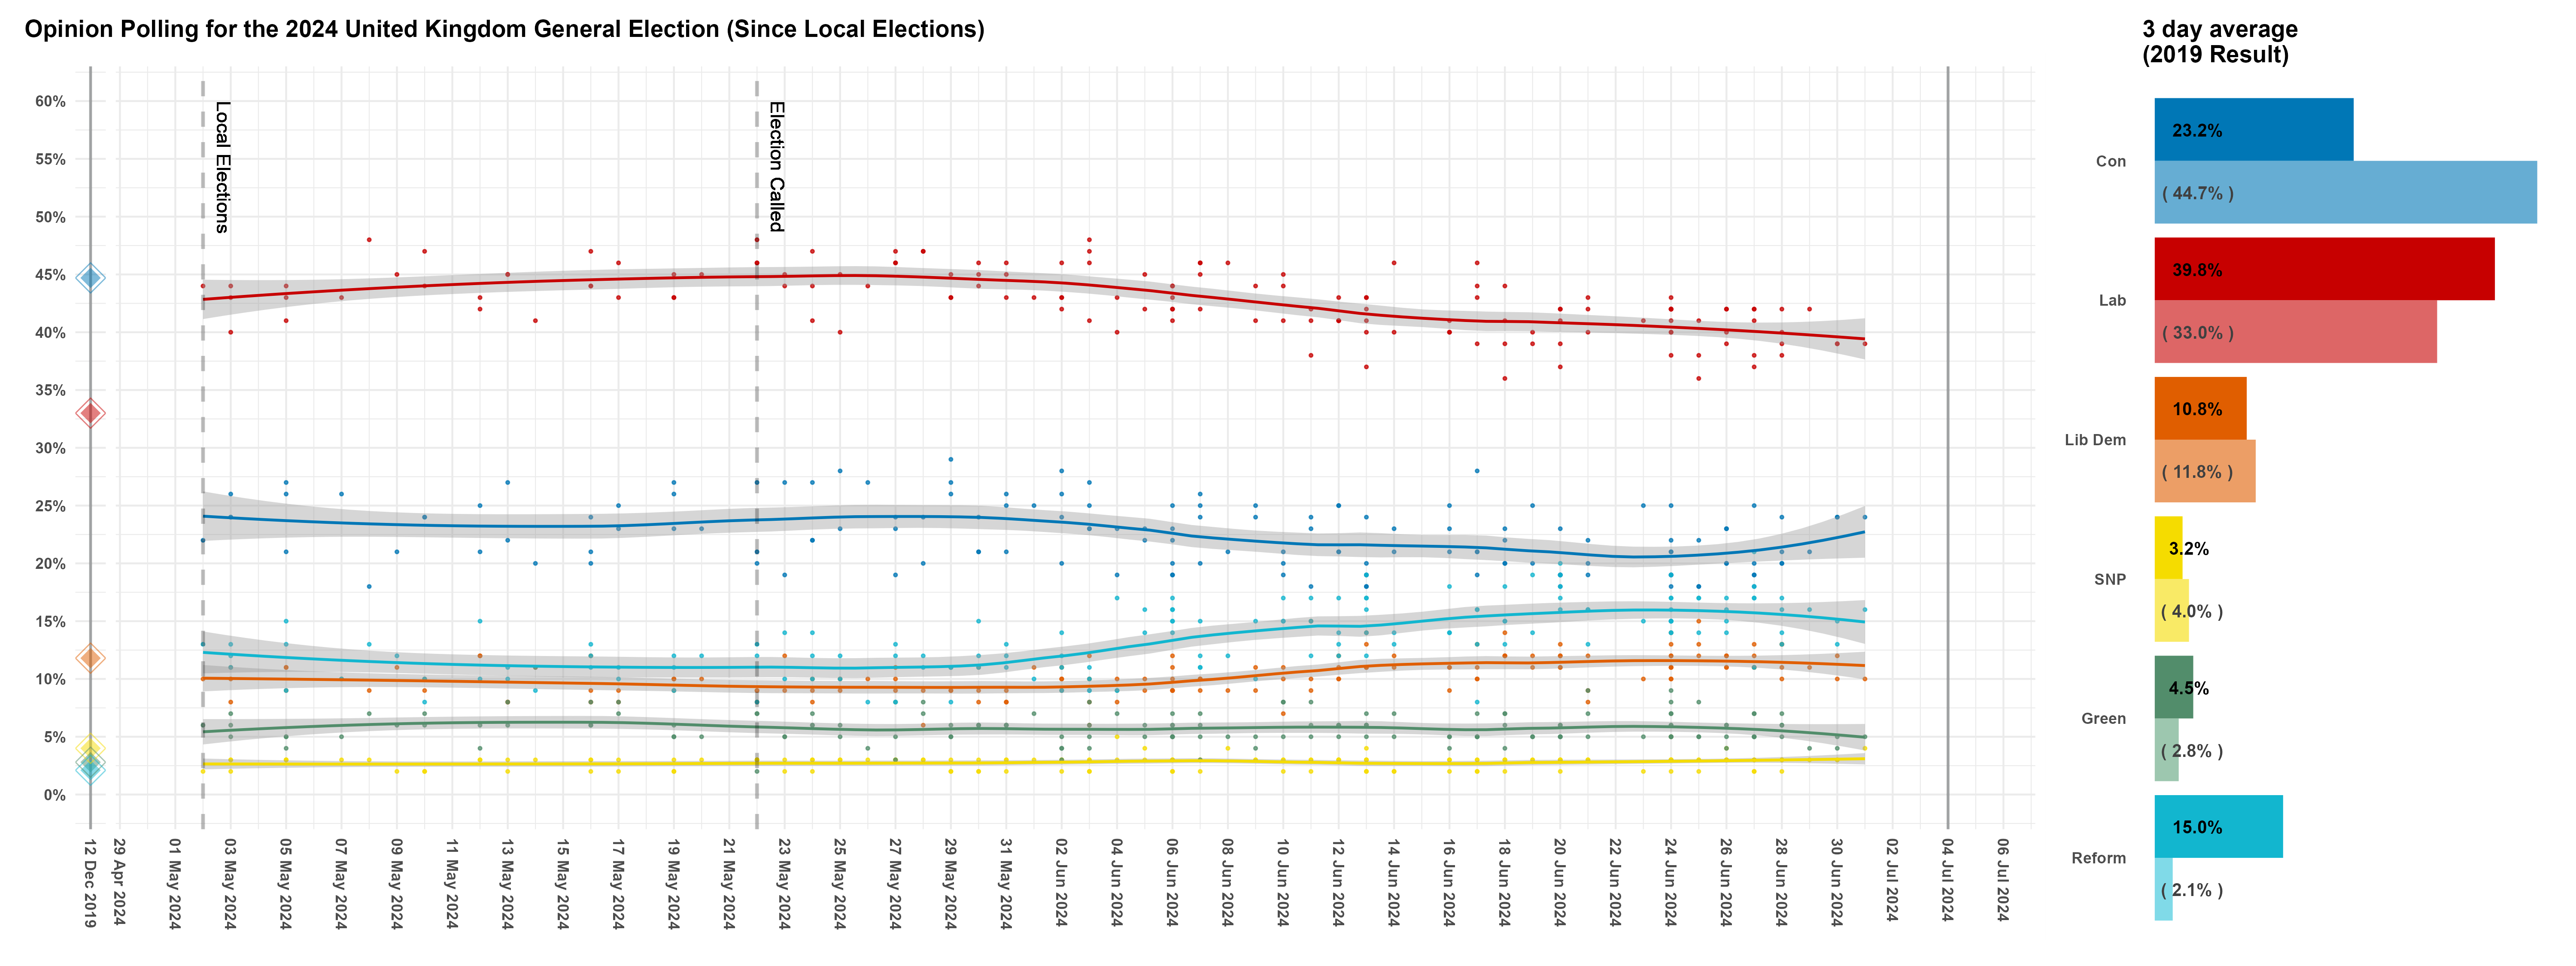 Opinion Polling for the 2024 United Kingdom General Election (Since Local Elections)
60%
55%
50%
45%
40%
35%
30%
25%
20%
15%
10%
5%
0%
Local Elections
Election Called
12 Dec 2019
29 Apr 2024
01 May 2024
03 May 2024
05 May 2024
07 May 2024
09 May 2024
11 May 2024
13 May 2024
15 May 2024
17 May 2024
19 May 2024
21 May 2024
23 May 2024
25 May 2024
27 May 2024
29 May 2024
31 May 2024
02 Jun 2024
04 Jun 2024
06 Jun 2024
08 Jun 2024
10 Jun 2024
12 Jun 2024
14 Jun 2024
16 Jun 2024
18 Jun 2024
20 Jun 2024
22 Jun 2024
24 Jun 2024
26 Jun 2024
28 Jun 2024
30 Jun 2024
02 Jul 2024
04 Jul 2024
06 Jul 2024
3 day average
(2019 Result)
Con
23.2%
( 44.7% )
Lab
39.8%
( 33.0% )
Lib Dem
10.8%
( 11.8% )
SNP
3.2%
( 4.0% )
Green
4.5%
( 2.8% )
Reform
15.0%
( 2.1% )